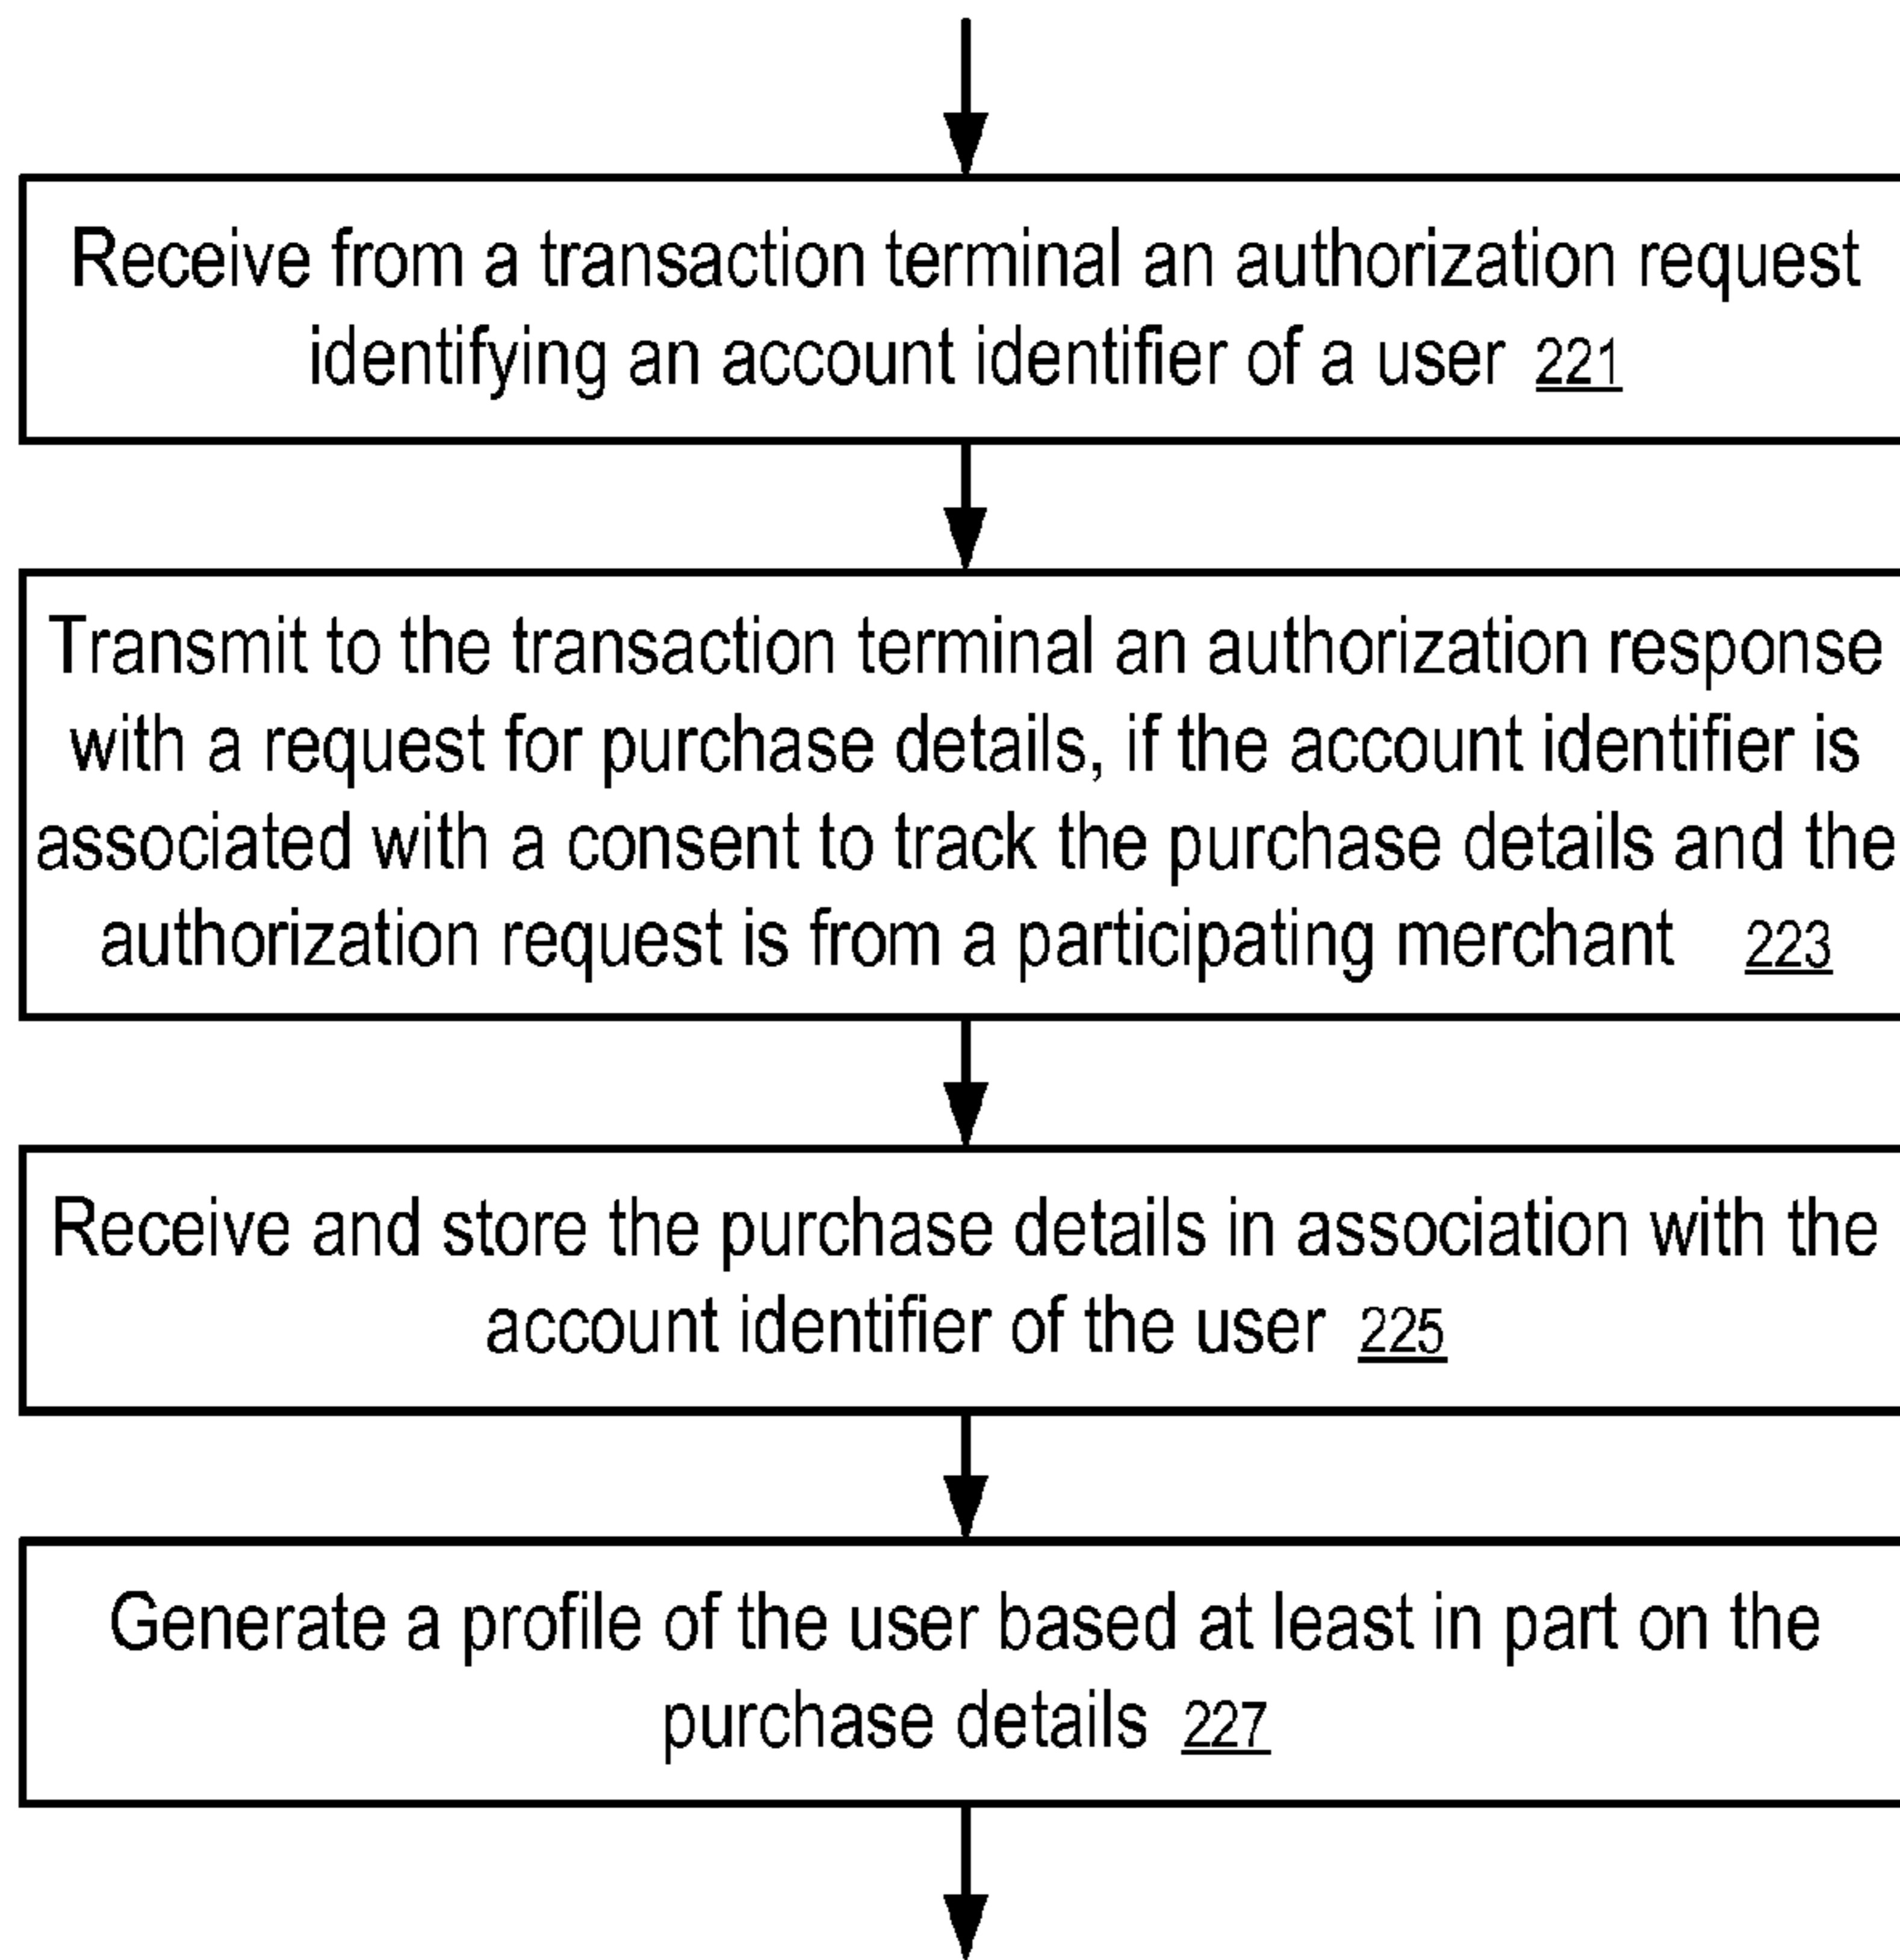 Receive from a transaction terminal an authorization request
identifying an account identifier of a user 221
Transmit to the transaction terminal an authorization response
with a request for purchase details, if the account identifier is
associated with a consent to track the purchase details and the
authorization request is from a participating merchant 223
Receive and store the purchase details in association with the
account identifier of the user 225
Generate a profile of the user based at least in part on the
purchase details 227